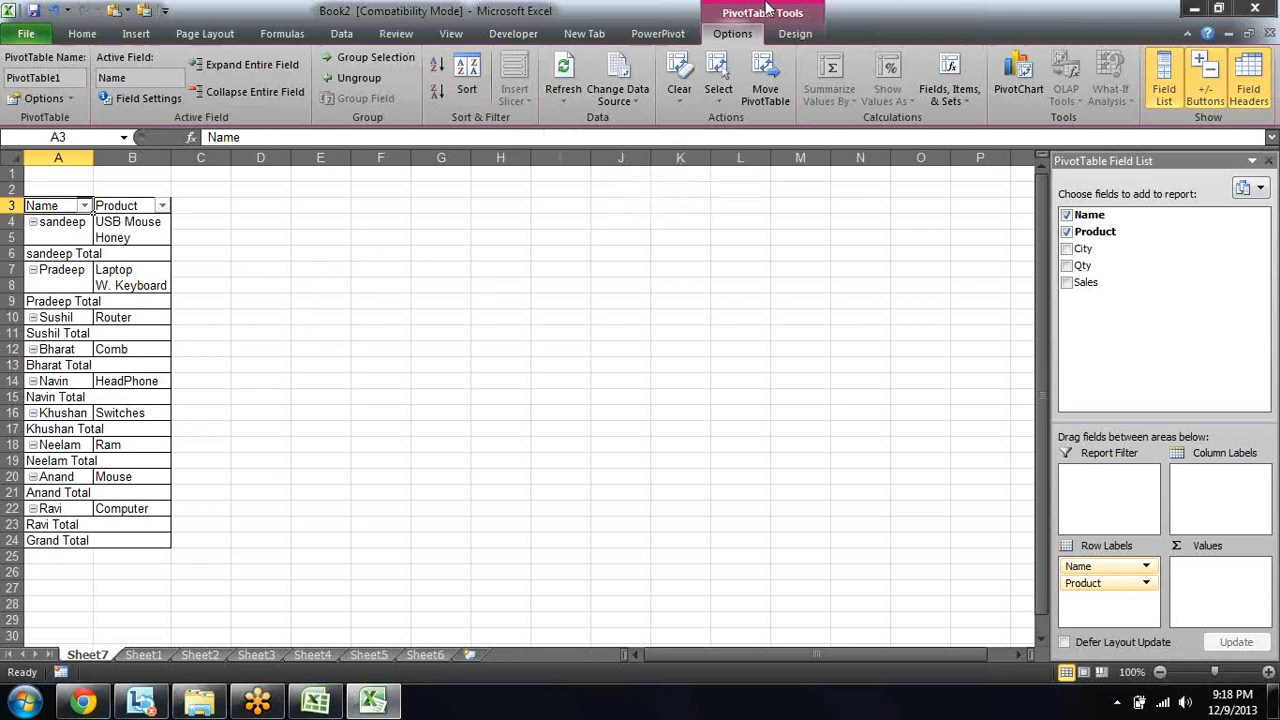 Book2 [Compatibility Mode] - Microsoft Excel
PivotTable Tools
File Home Insert Page Layout Formulas Data Review View Developer New Tab PowerPivot Options Design
PivotTable Name:
PivotTable1
Options
PivotTable
Active Field:
Name
Field Settings
Expand Entire Field
Collapse Entire Field
Active Field
Group Selection
Ungroup
Group Field
Group
Sort
Insert
Slicer
Sort & Filter
Refresh
Change Data
Source
Data
Clear
Select
Move
PivotTable
Actions
Summarize
Values By
Show
Values As
Fields, Items,
& Sets
Calculations
PivotChart
OLAP
Tools
What-If
Analysis
Tools
Field
List
+/-
Buttons
Field
Headers
Show
A3 fx Name
A B C D E F G H I J K L M N O P
1
2
3 Name Product
4 sandeep USB Mouse
5 Honey
6 sandeep Total
7 Pradeep Laptop
8 W. Keyboard
9 Pradeep Total
10 Sushil Router
11 Sushil Total
12 Bharat Comb
13 Bharat Total
14 Navin HeadPhone
15 Navin Total
16 Khushan Switches
17 Khushan Total
18 Neelam Ram
19 Neelam Total
20 Anand Mouse
21 Anand Total
22 Ravi Computer
23 Ravi Total
24 Grand Total
25
26
27
28
29
30
PivotTable Field List
Choose fields to add to report:
Name
Product
City
Qty
Sales
Drag fields between areas below:
Report Filter Column Labels
Row Labels Σ Values
Name
Product
Defer Layout Update Update
Sheet7 Sheet1 Sheet2 Sheet3 Sheet4 Sheet5 Sheet6
Ready 100%
9:18 PM
12/9/2013